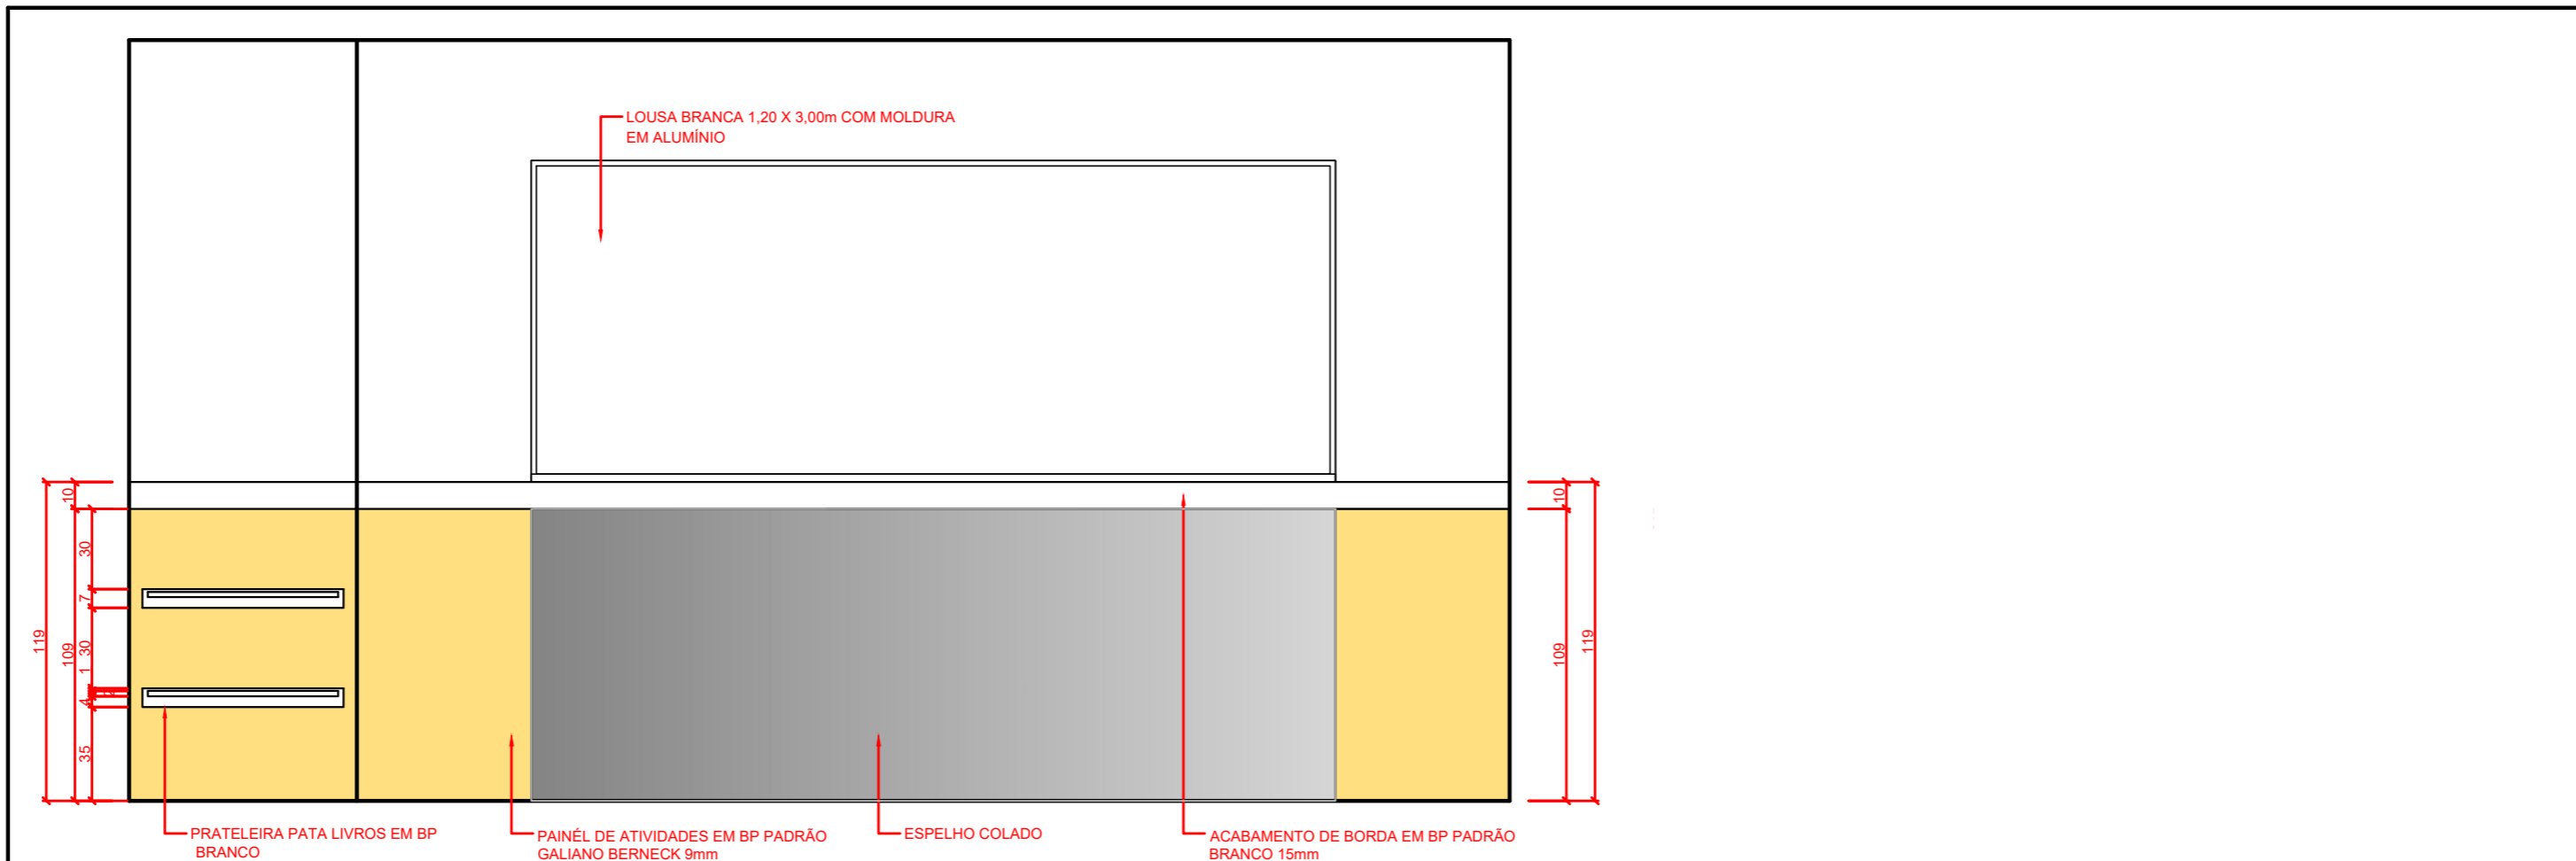 LOUSA BRANCA 1,20 X 3,00m COM MOLDURA
EM ALUMÍNIO
10
30
7
119
109
30
1
4
35
10
109
119
PRATELEIRA PATA LIVROS EM BP
BRANCO
PAINÉL DE ATIVIDADES EM BP PADRÃO
GALIANO BERNECK 9mm
ESPELHO COLADO
ACABAMENTO DE BORDA EM BP PADRÃO
BRANCO 15mm